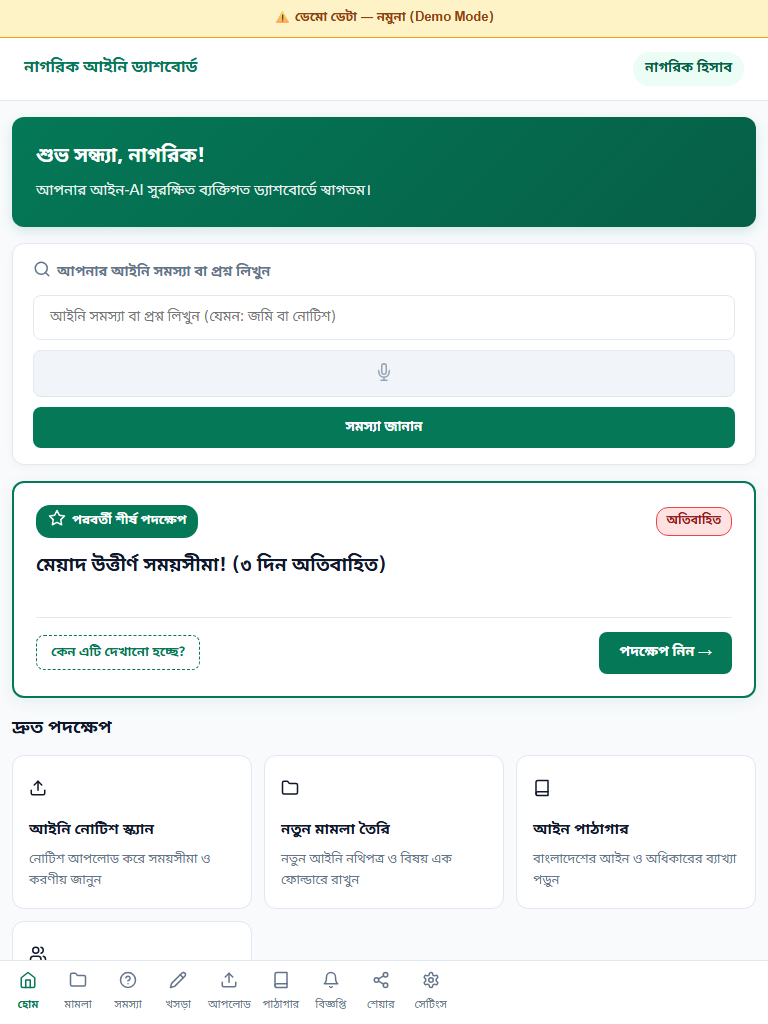 ⚠️ ডেমো ডেটা — নমুনা (Demo Mode)
নাগরিক আইনি ড্যাশবোর্ড
নাগরিক হিসাব
শুভ সন্ধ্যা, নাগরিক!
আপনার আইন-AI সুরক্ষিত ব্যক্তিগত ড্যাশবোর্ডে স্বাগতম।
আপনার আইনি সমস্যা বা প্রশ্ন লিখুন
আইনি সমস্যা বা প্রশ্ন লিখুন (যেমন: জমি বা নোটিশ)
সমস্যা জানান
পরবর্তী শীর্ষ পদক্ষেপ
অতিবাহিত
মেয়াদ উত্তীর্ণ সময়সীমা! (৩ দিন অতিবাহিত)
কেন এটি দেখানো হচ্ছে?
পদক্ষেপ নিন →
দ্রুত পদক্ষেপ
আইনি নোটিশ স্ক্যান
নোটিশ আপলোড করে সময়সীমা ও
করণীয় জানুন
নতুন মামলা তৈরি
নতুন আইনি নথিপত্র ও বিষয় এক
ফোল্ডারে রাখুন
আইন পাঠাগার
বাংলাদেশের আইন ও অধিকারের ব্যাখ্যা
পড়ুন
হোম
মামলা
সমস্যা
খসড়া
আপলোড
পাঠাগার
বিজ্ঞপ্তি
শেয়ার
সেটিংস